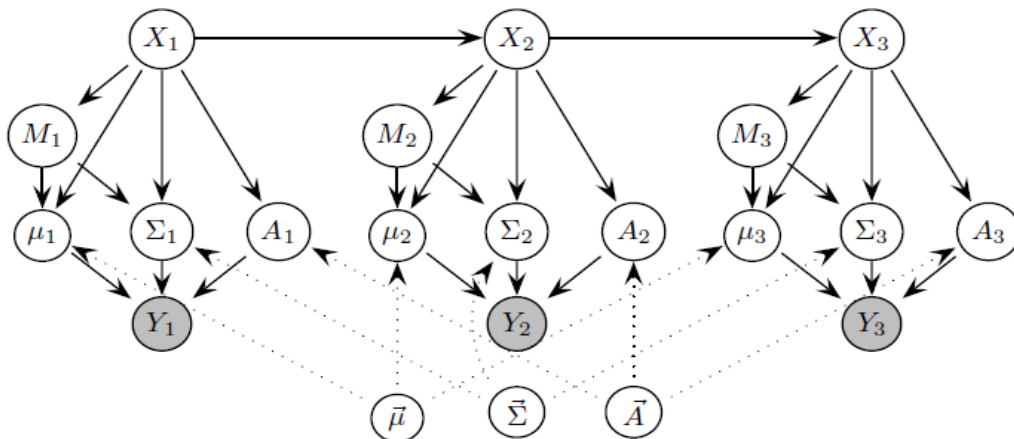 X₁ X₂ X₃
M₁ M₂ M₃
μ₁ Σ₁ A₁ μ₂ Σ₂ A₂ μ₃ Σ₃ A₃
Y₁ Y₂ Y₃
μ⃗ Σ⃗ A⃗